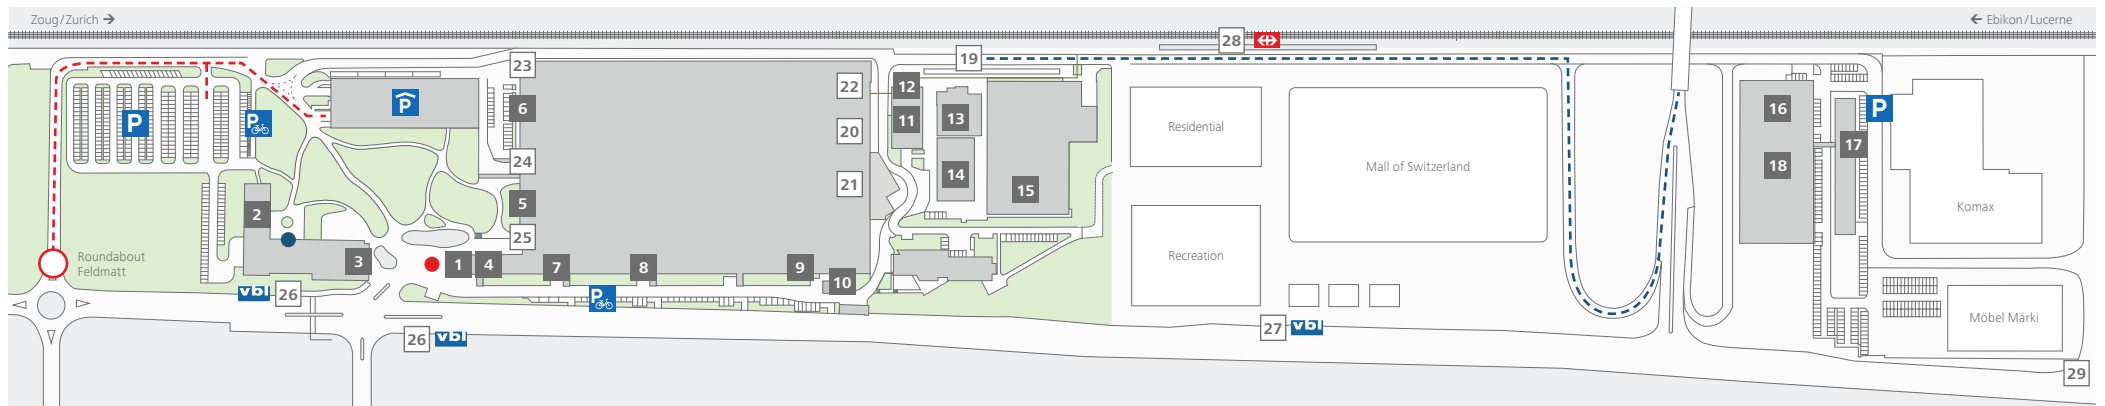 Zoug/Zurich →
← Ebikon/Lucerne
28
19
23
22
12
P
6
16
P
P
P
11
13
Residential
20
24
Mall of Switzerland
17
18
14
21
15
5
2
Komax
25
Recreation
Roundabout
Feldmatt
3
1
4
7
8
9
10
vbl
26
P
Möbel Märki
27
vbl
26
vbl
29